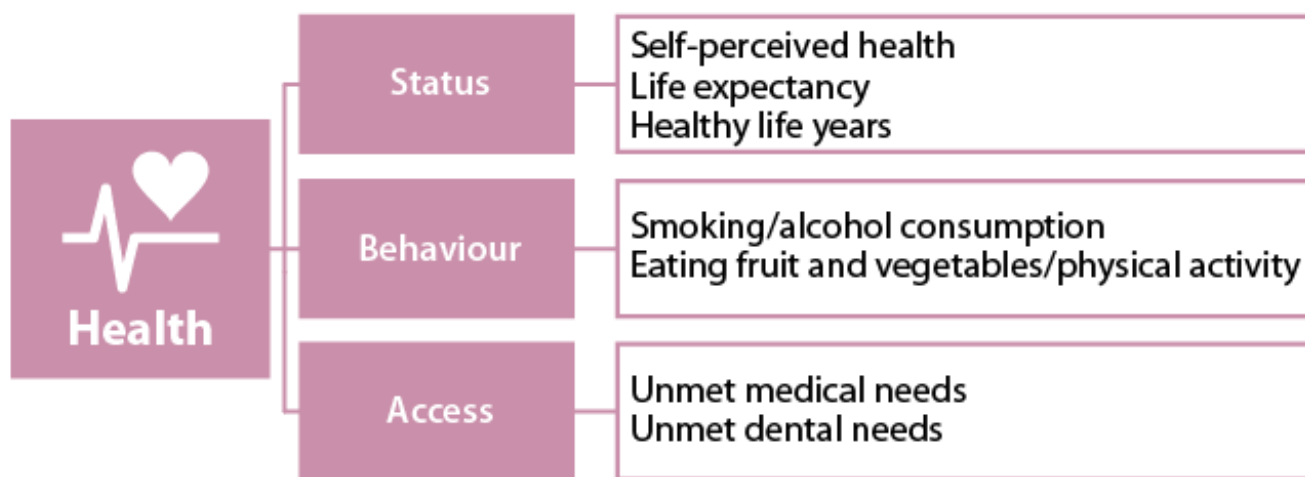 Health
Status
Self-perceived health
Life expectancy
Healthy life years
Behaviour
Smoking/alcohol consumption
Eating fruit and vegetables/physical activity
Access
Unmet medical needs
Unmet dental needs